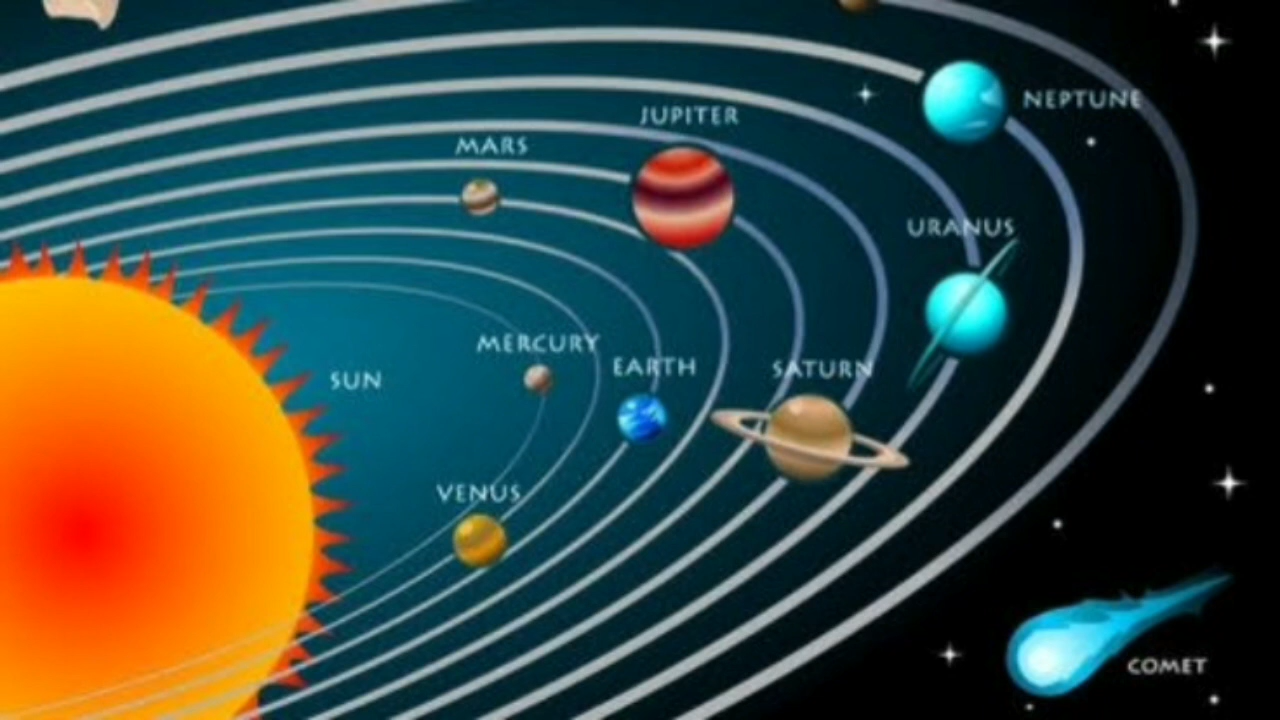 NEPTUNE
JUPITER
MARS
URANUS
MERCURY
EARTH
SATURN
SUN
VENUS
COMET